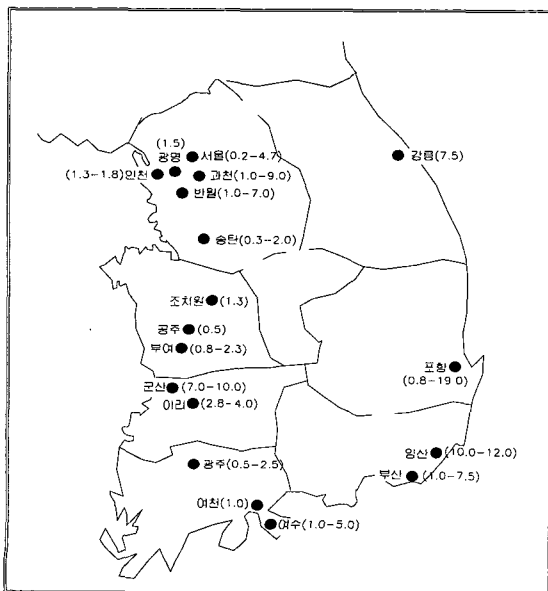 (1.5)
광명
서울(0.2-4.7)
강릉(7.5)
(1.3-1.8)인천
과천(1.0-9.0)
반월(1.0-7.0)
송탄(0.3-2.0)
조치원
(1.3)
공주
(0.5)
부여
(0.8-2.3)
포항
(0.8-19.0)
군산
(7.0-10.0)
이리
(2.8-4.0)
(10.0-12.0)
광주(0.5-2.5)
부산
(1.0-7.5)
여천(1.0)
여수(1.0-5.0)